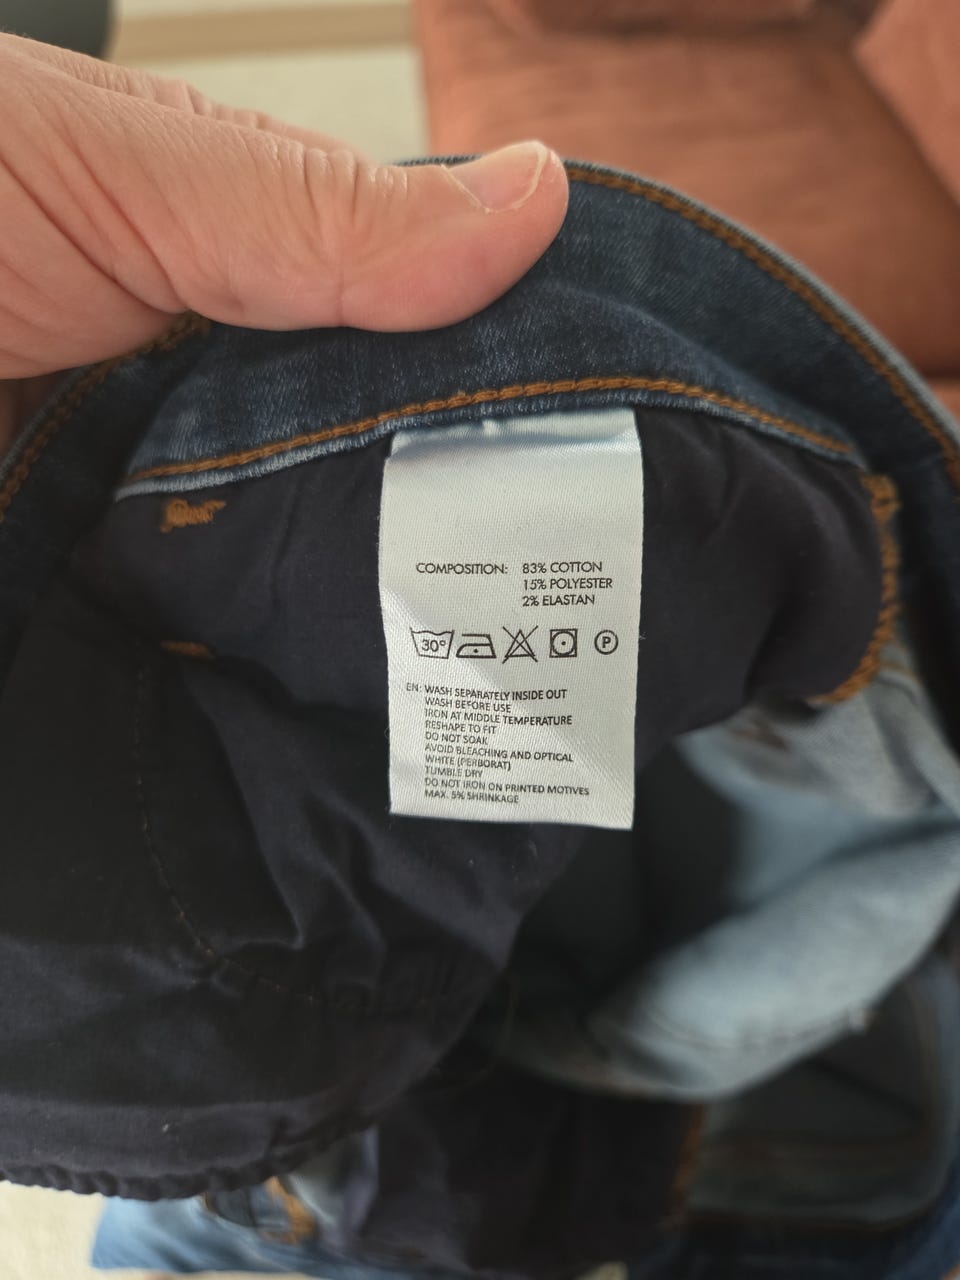 COMPOSITION: 83% COTTON
15% POLYESTER
2% ELASTAN
30° P
EN: WASH SEPARATELY INSIDE OUT
WASH BEFORE USE
IRON AT MIDDLE TEMPERATURE
RESHAPE TO FIT
DO NOT SOAK
AVOID BLEACHING AND OPTICAL
WHITE (PERBORAT)
TUMBLE DRY
DO NOT IRON ON PRINTED MOTIVES
MAX. 5% SHRINKAGE